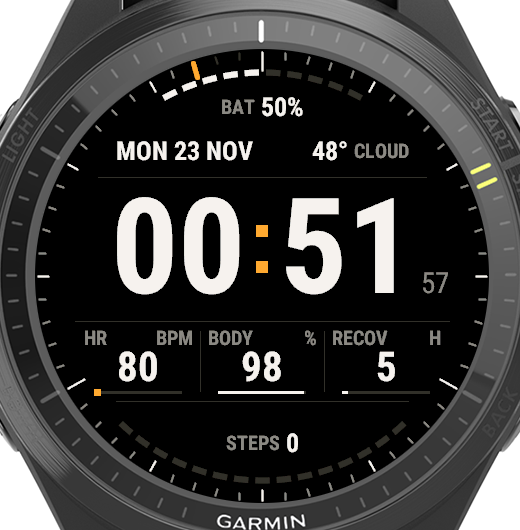 LIGHT
START
BAT 50%
MON 23 NOV 48° CLOUD
00:51 57
HR BPM BODY % RECOV H
80 98 5
STEPS 0
BACK
GARMIN